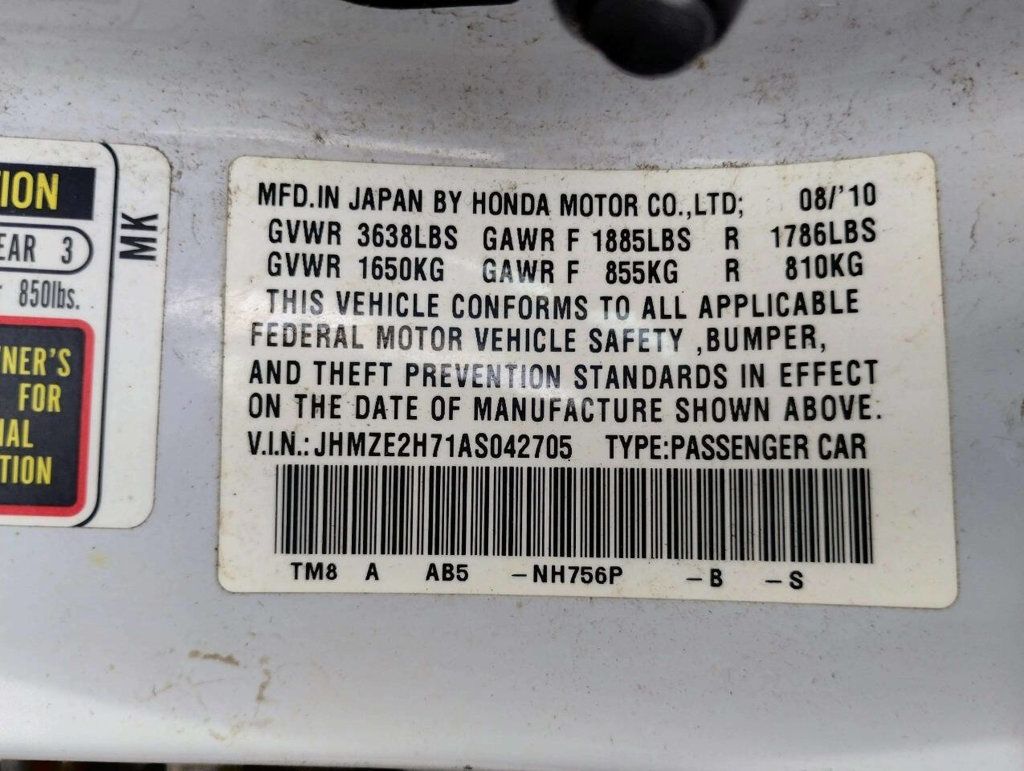 TION
EAR 3
850lbs.
NER'S
FOR
TION
MK
MFD.IN JAPAN BY HONDA MOTOR CO.,LTD; 08/'10
GVWR 3638LBS GAWR F 1885LBS R 1786LBS
GVWR 1650KG GAWR F 855KG R 810KG
THIS VEHICLE CONFORMS TO ALL APPLICABLE
FEDERAL MOTOR VEHICLE SAFETY ,BUMPER,
AND THEFT PREVENTION STANDARDS IN EFFECT
ON THE DATE OF MANUFACTURE SHOWN ABOVE.
V.I.N.: JHMZE2H71AS042705 TYPE:PASSENGER CAR
TM8 A AB5 -NH756P -B -S